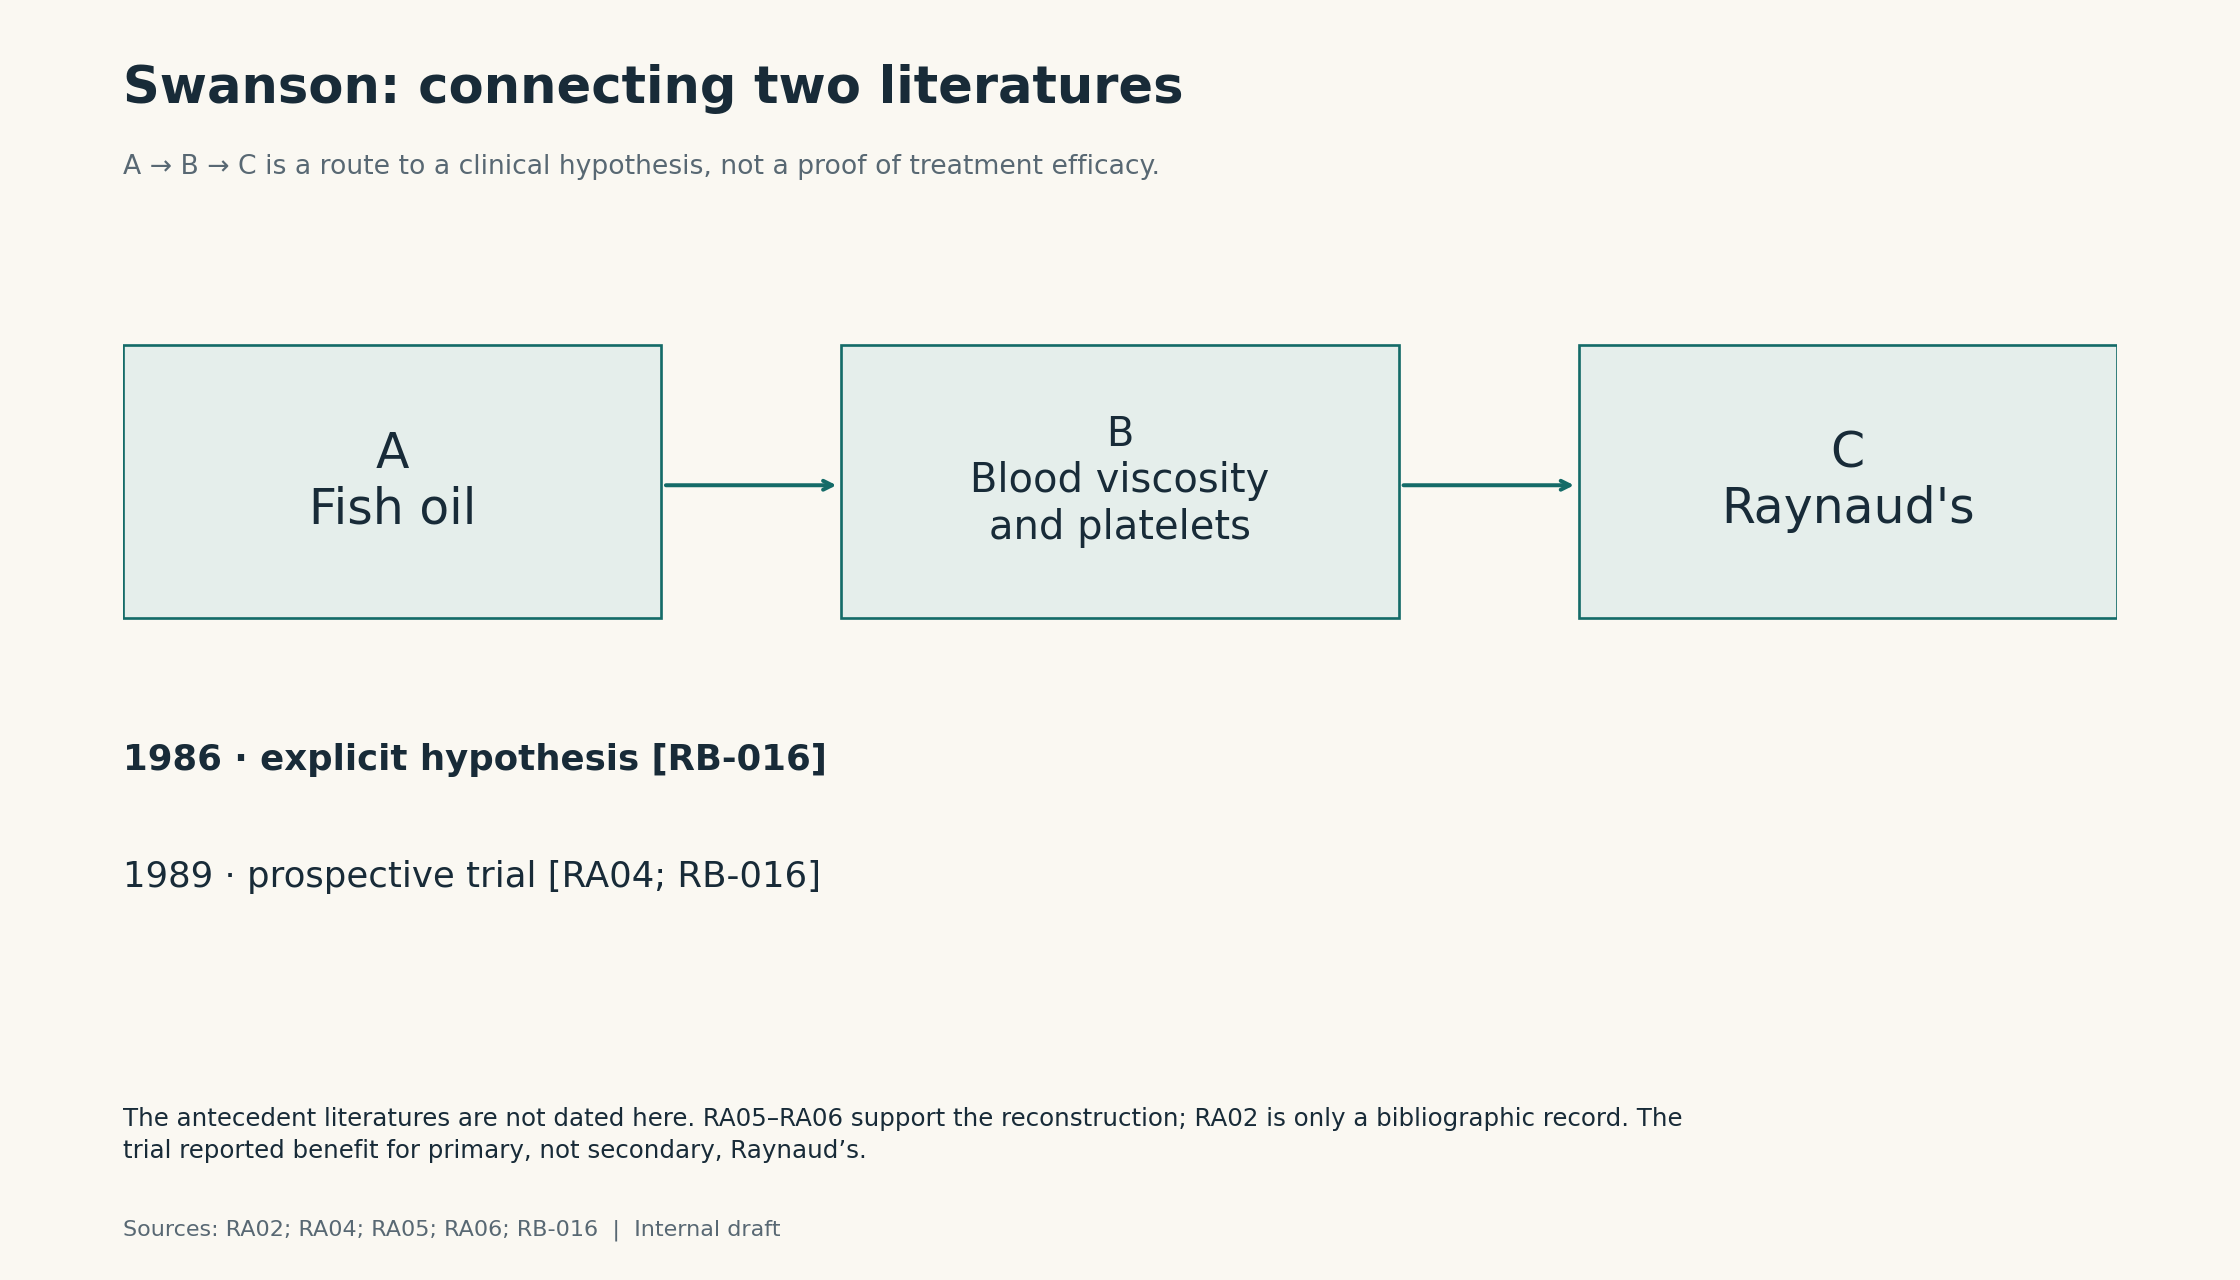 Swanson: connecting two literatures
A → B → C is a route to a clinical hypothesis, not a proof of treatment efficacy.
A
Fish oil
B
Blood viscosity
and platelets
C
Raynaud's
1986 · explicit hypothesis [RB-016]
1989 · prospective trial [RA04; RB-016]
The antecedent literatures are not dated here. RA05–RA06 support the reconstruction; RA02 is only a bibliographic record. The
trial reported benefit for primary, not secondary, Raynaud’s.
Sources: RA02; RA04; RA05; RA06; RB-016 | Internal draft